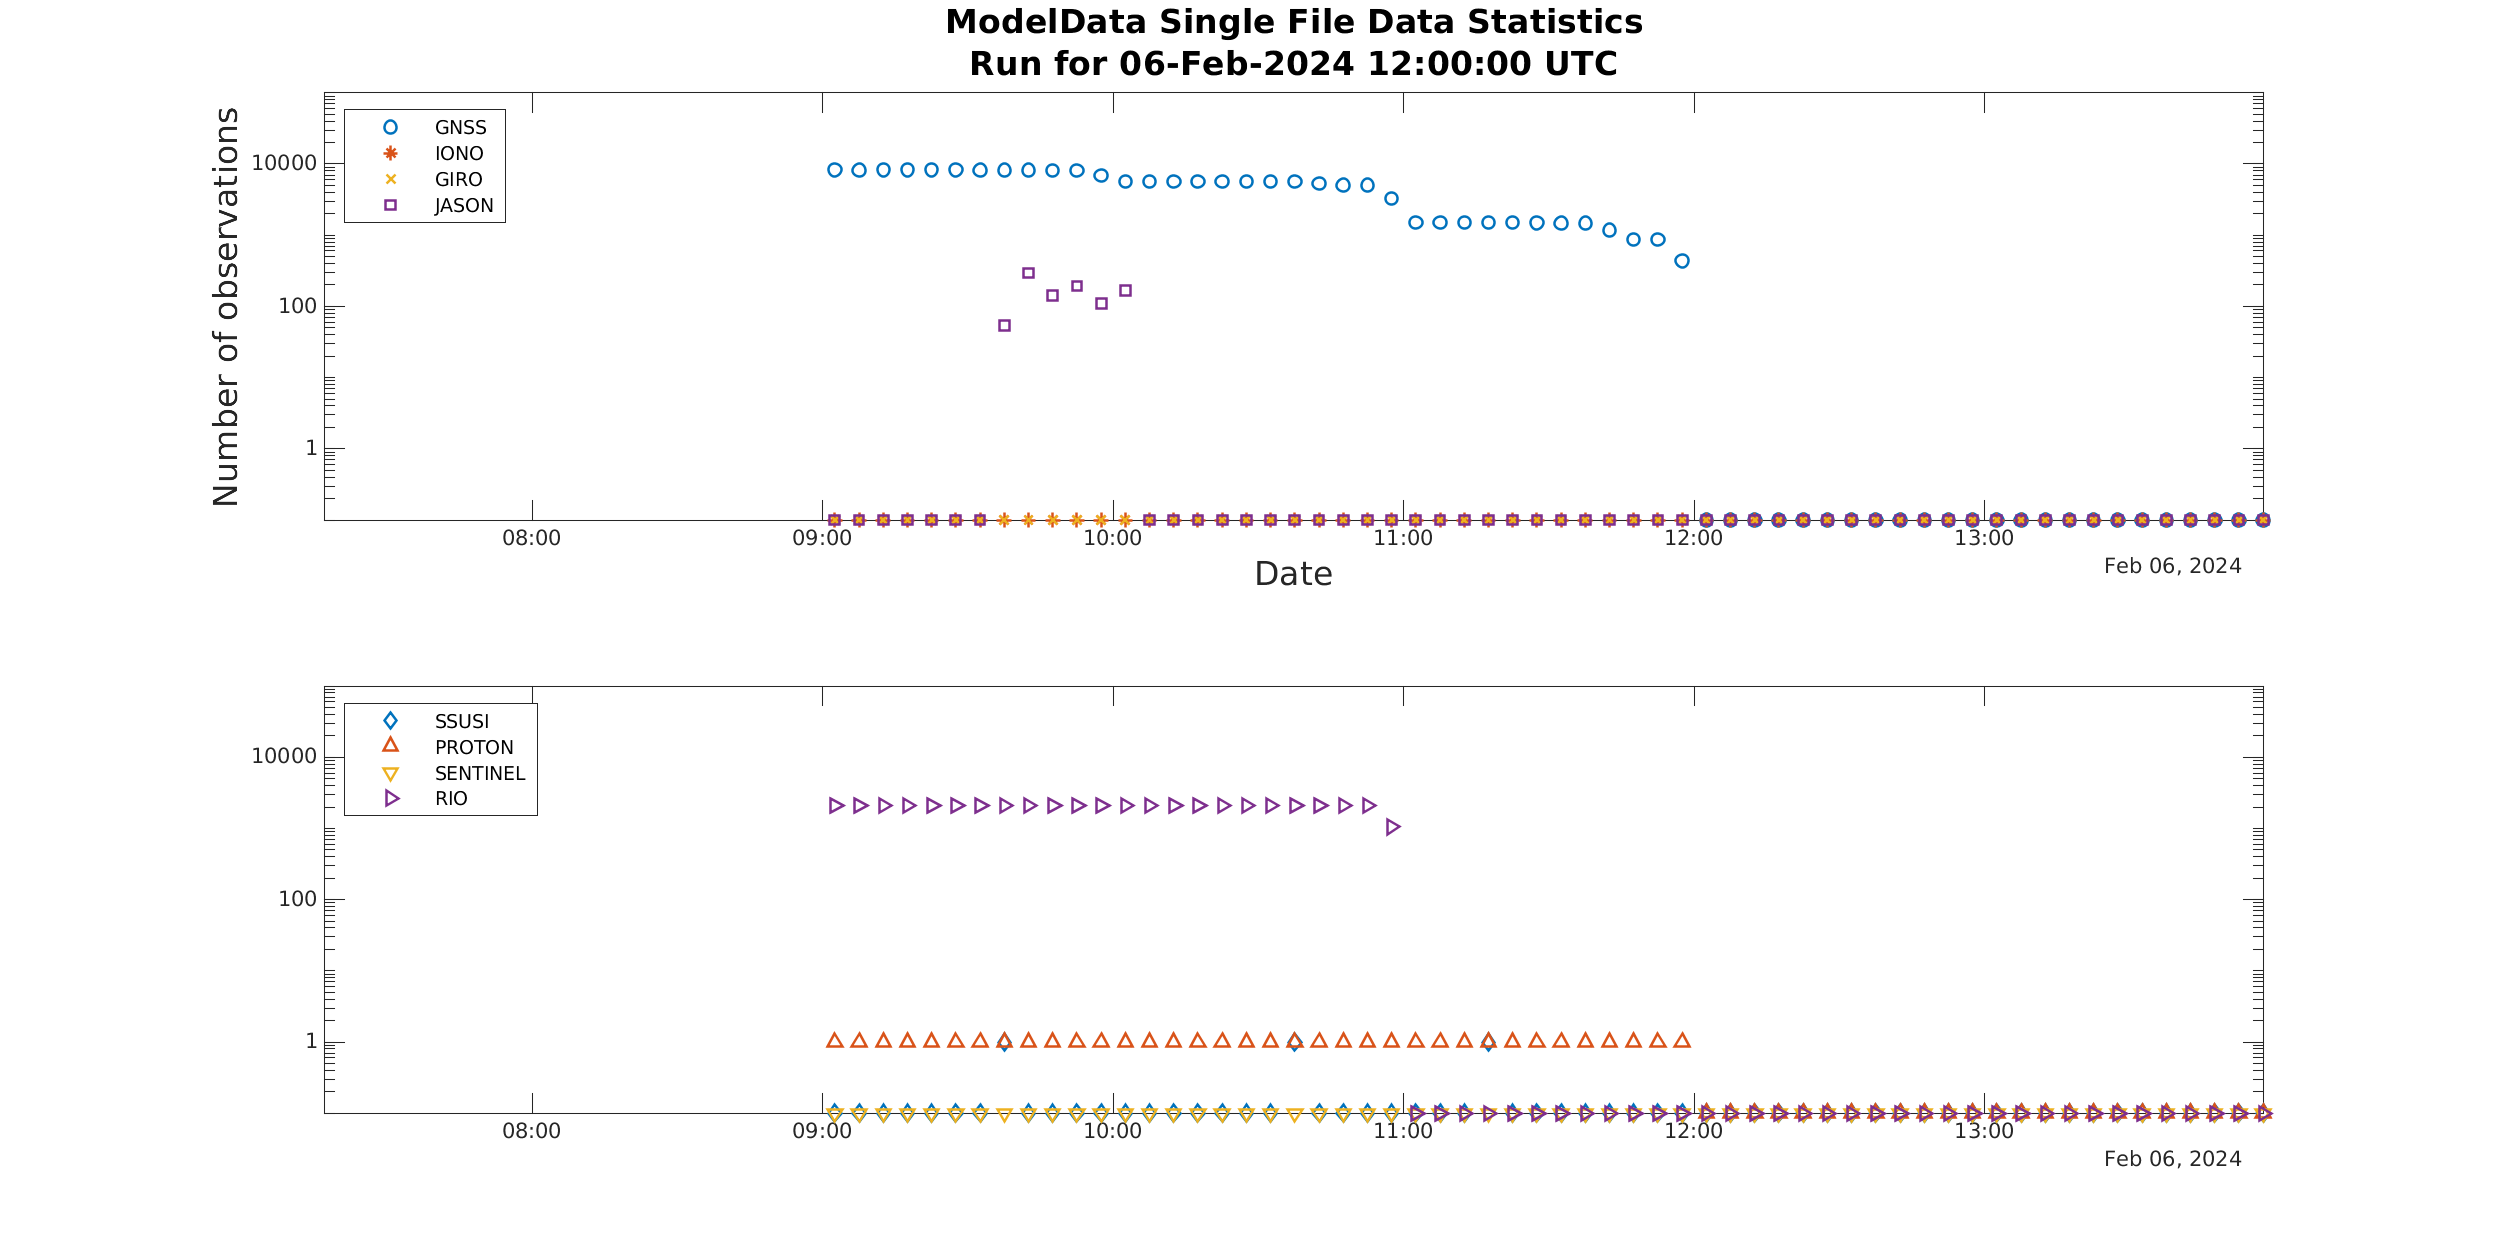 ModelData Single File Data Statistics
Run for 06-Feb-2024 12:00:00 UTC
Number of observations
10000
100
1
GNSS
IONO
GIRO
JASON
08:00
09:00
10:00
11:00
12:00
13:00
Date
Feb 06, 2024
10000
100
1
SSUSI
PROTON
SENTINEL
RIO
08:00
09:00
10:00
11:00
12:00
13:00
Feb 06, 2024